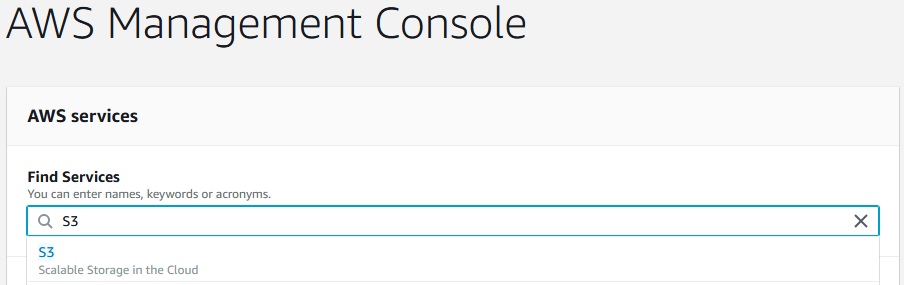 AWS Management Console
AWS services
Find Services
You can enter names, keywords or acronyms.
S3
S3
Scalable Storage in the Cloud